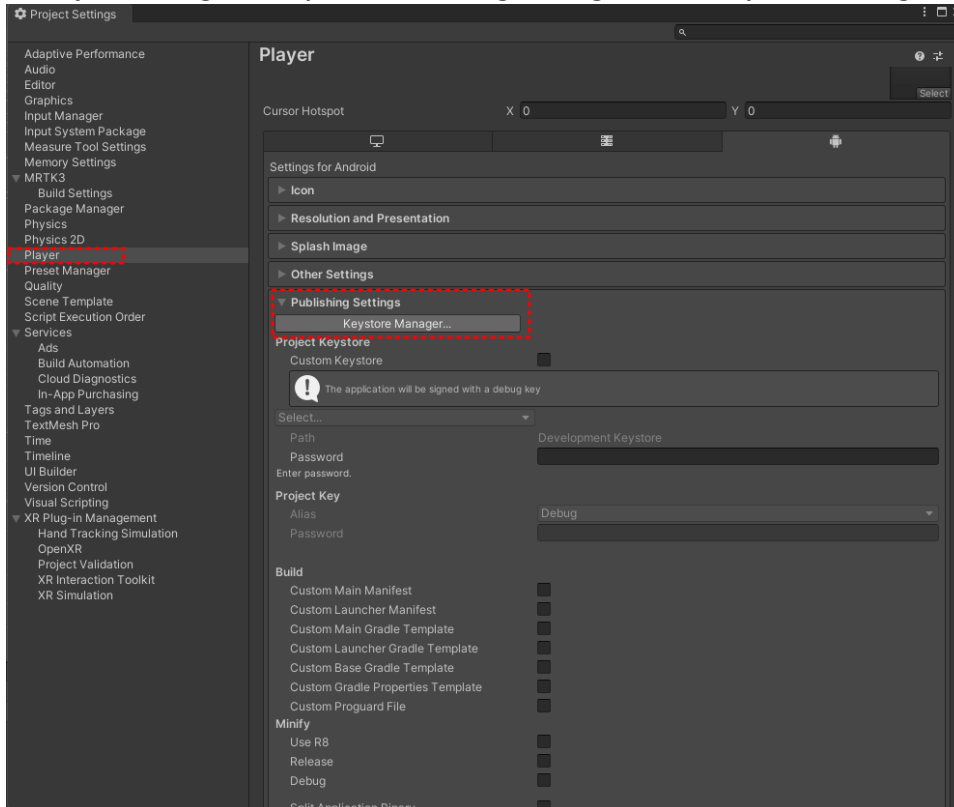 Project Settings
Adaptive Performance
Audio
Editor
Graphics
Input Manager
Input System Package
Measure Tool Settings
Memory Settings
MRTK3
Build Settings
Package Manager
Physics
Physics 2D
Player
Preset Manager
Quality
Scene Template
Script Execution Order
Services
Ads
Build Automation
Cloud Diagnostics
In-App Purchasing
Tags and Layers
TextMesh Pro
Time
Timeline
UI Builder
Version Control
Visual Scripting
XR Plug-in Management
Hand Tracking Simulation
OpenXR
Project Validation
XR Interaction Toolkit
XR Simulation
Player
Select
Cursor Hotspot X 0 Y 0
Settings for Android
Icon
Resolution and Presentation
Splash Image
Other Settings
Publishing Settings
Keystore Manager...
Project Keystore
Custom Keystore
The application will be signed with a debug key
Select...
Path Development Keystore
Password
Enter password.
Project Key
Alias Debug
Password
Build
Custom Main Manifest
Custom Launcher Manifest
Custom Main Gradle Template
Custom Launcher Gradle Template
Custom Base Gradle Template
Custom Gradle Properties Template
Custom Proguard File
Minify
Use R8
Release
Debug
Split Application Binary